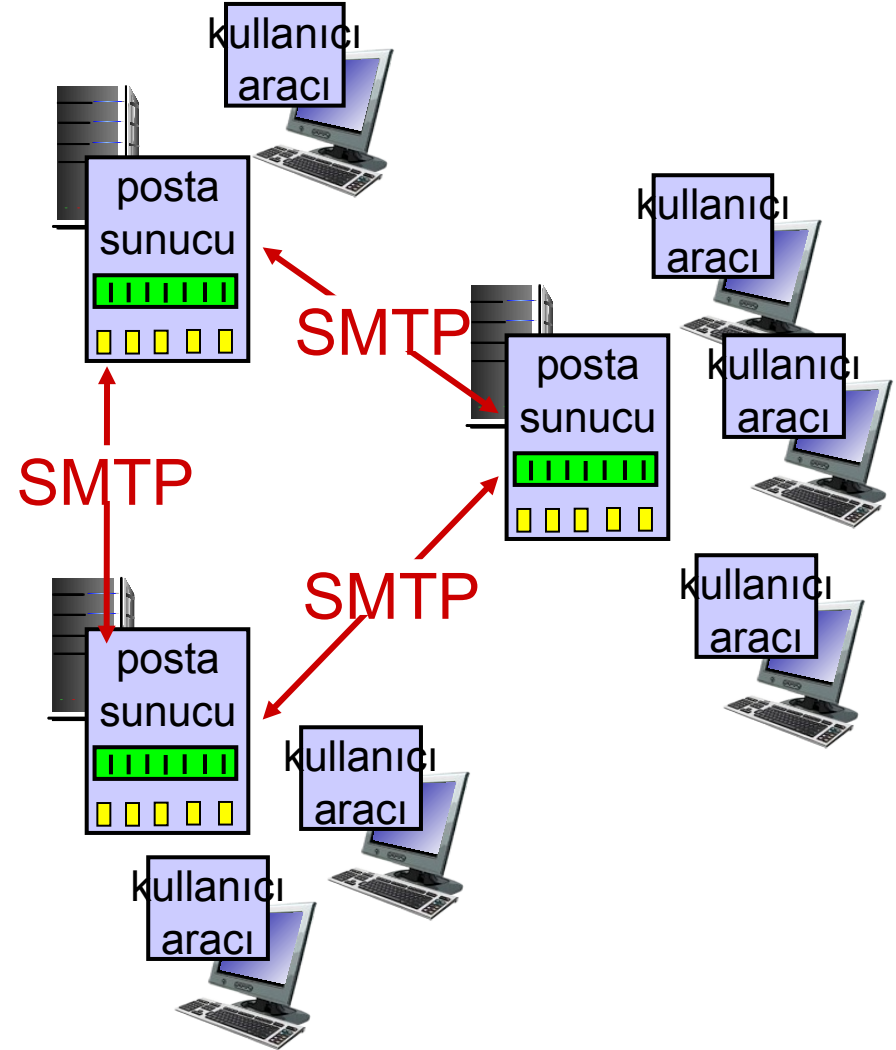 kullanıcı
aracı
posta
sunucu
kullanıcı
aracı
SMTP
posta
sunucu
kullanıcı
aracı
SMTP
kullanıcı
aracı
SMTP
posta
sunucu
kullanıcı
aracı
kullanıcı
aracı